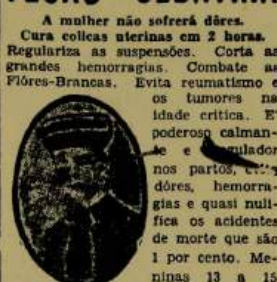 A mulher não sofrerá dôres.
Cura colicas uterinas em 2 horas.
Regulariza as suspensões. Corta as
grandes hemorragias. Combate as
Flôres-Brancas. Evita reumatismo e
os tumores na
idade critica. E'
poderoso calman-
te e
nos partos,
dôres, hemorra-
gias e quasi nuli-
fica os acidentes
de morte que são
1 por cento. Me-
ninas 13 a 15